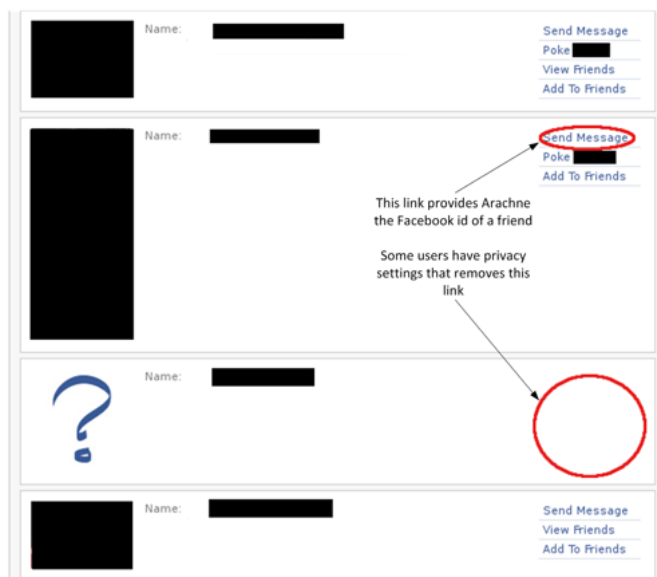 Name:
Send Message
Poke
View Friends
Add To Friends
Name:
Send Message
Poke
Add To Friends
This link provides Arachne
the Facebook id of a friend
Some users have privacy
settings that removes this
link
Name:
?
Name:
Send Message
View Friends
Add To Friends